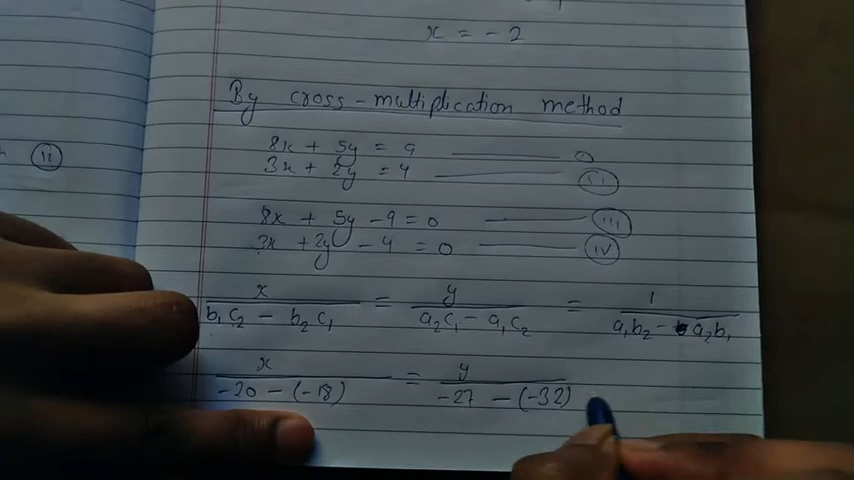 x = - 2
By cross-multiplication method
8x + 5y = 9 ——— ①
3x + 2y = 4 ——— (ii)
(ii)
8x + 5y - 9 = 0 ——— (iii)
3x + 2y - 4 = 0 ——— (iv)
x / (b₁c₂ - b₂c₁) = y / (a₂c₁ - a₁c₂) = 1 / (a₁b₂ - a₂b₁)
x / (-20 - (-18)) = y / (-27 - (-32))